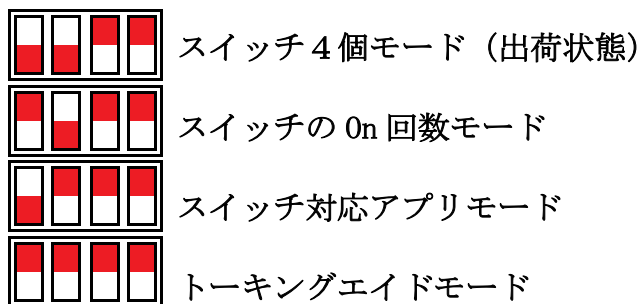 スイッチ４個モード（出荷状態）
スイッチの On 回数モード
スイッチ対応アプリモード
トーキングエイドモード